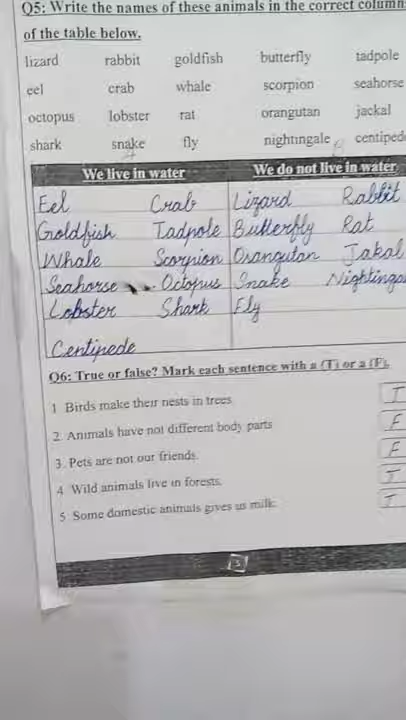 Q5: Write the names of these animals in the correct column
of the table below.
lizard rabbit goldfish butterfly tadpole
eel crab whale scorpion seahorse
octopus lobster rat orangutan jackal
shark snake fly nightingale centiped
We live in water We do not live in water
Eel Crab Lizard Rabbit
Goldfish Tadpole Butterfly Rat
Whale Scorpion Orangutan Jakal
Seahorse Octopus Snake Nightinga
Lobster Shark Fly
Centipede
Q6: True or false? Mark each sentence with a (T) or a (F).
1 Birds make their nests in trees. T
2. Animals have not different body parts F
3. Pets are not our friends. F
4. Wild animals live in forests. T
5. Some domestic animals gives us milk. T
3